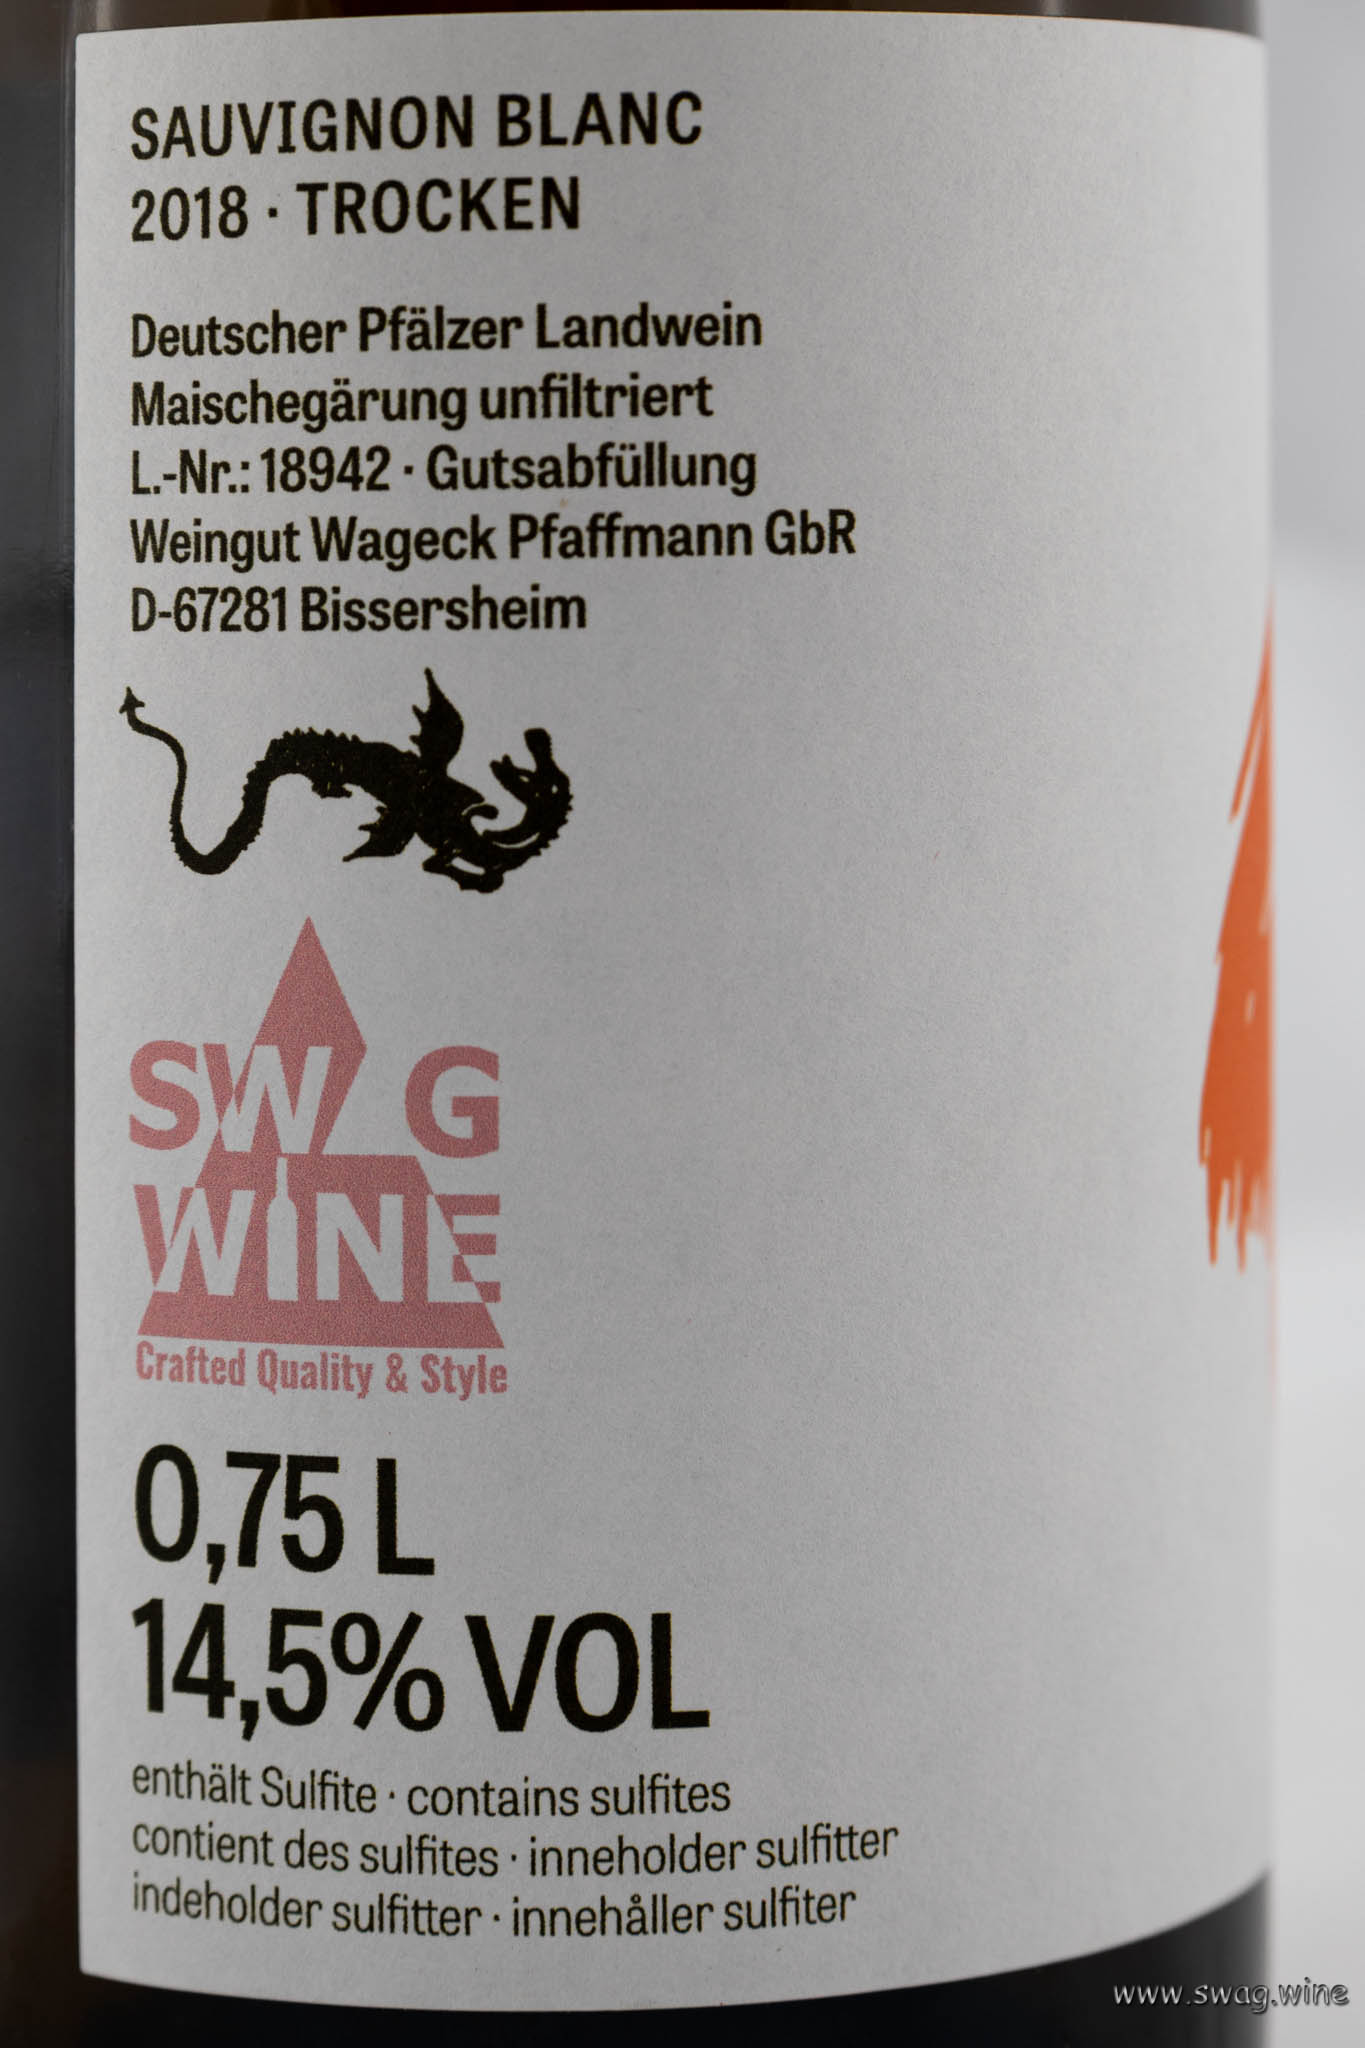 SAUVIGNON BLANC
2018 · TROCKEN
Deutscher Pfälzer Landwein
Maischegärung unfiltriert
L.-Nr.: 18942 · Gutsabfüllung
Weingut Wageck Pfaffmann GbR
D-67281 Bissersheim
SWAG
WINE
Crafted Quality & Style
0,75 L
14,5% VOL
enthält Sulfite · contains sulfites
contient des sulfites · inneholder sulfitter
indeholder sulfitter · innehåller sulfiter
www.swag.wine